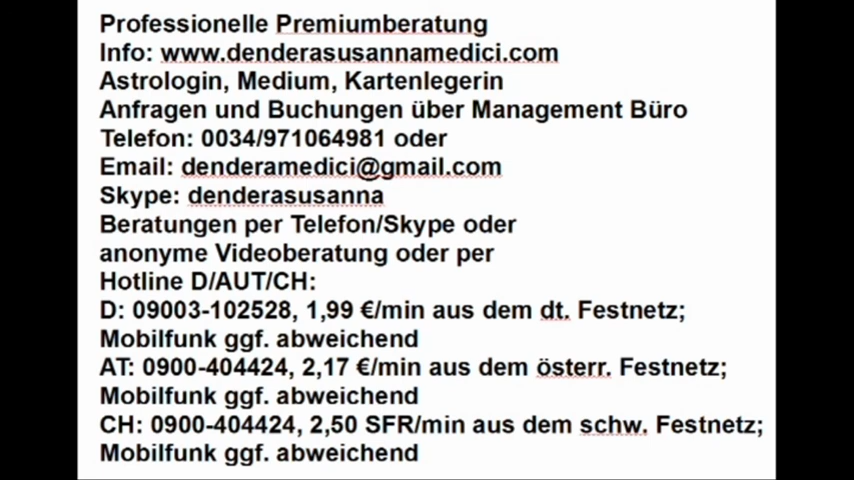 Professionelle Premiumberatung
Info: www.denderasusannamedici.com
Astrologin, Medium, Kartenlegerin
Anfragen und Buchungen über Management Büro
Telefon: 0034/971064981 oder
Email: denderamedici@gmail.com
Skype: denderasusanna
Beratungen per Telefon/Skype oder
anonyme Videoberatung oder per
Hotline D/AUT/CH:
D: 09003-102528, 1,99 €/min aus dem dt. Festnetz;
Mobilfunk ggf. abweichend
AT: 0900-404424, 2,17 €/min aus dem österr. Festnetz;
Mobilfunk ggf. abweichend
CH: 0900-404424, 2,50 SFR/min aus dem schw. Festnetz;
Mobilfunk ggf. abweichend